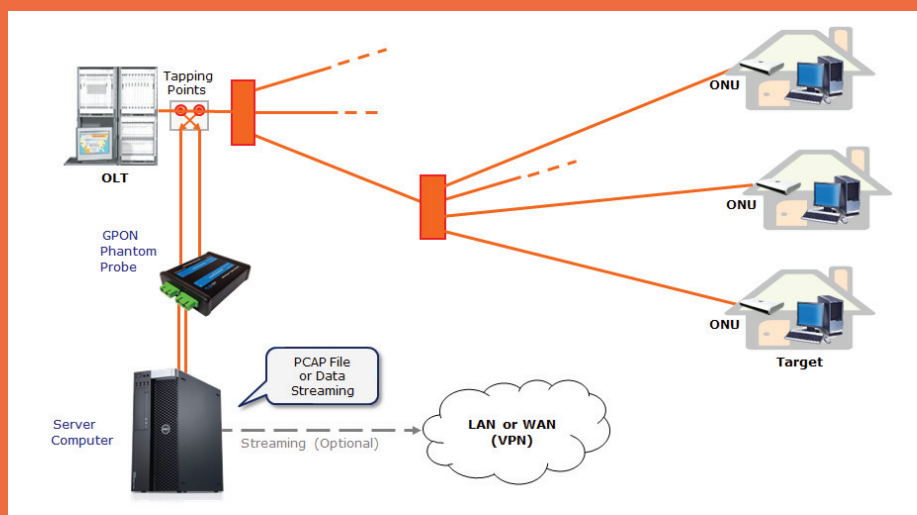 Tapping
Points
OLT
ONU
ONU
GPON
Phantom
Probe
ONU
Target
PCAP File
or Data
Streaming
Server
Computer
Streaming (Optional)
LAN or WAN
(VPN)